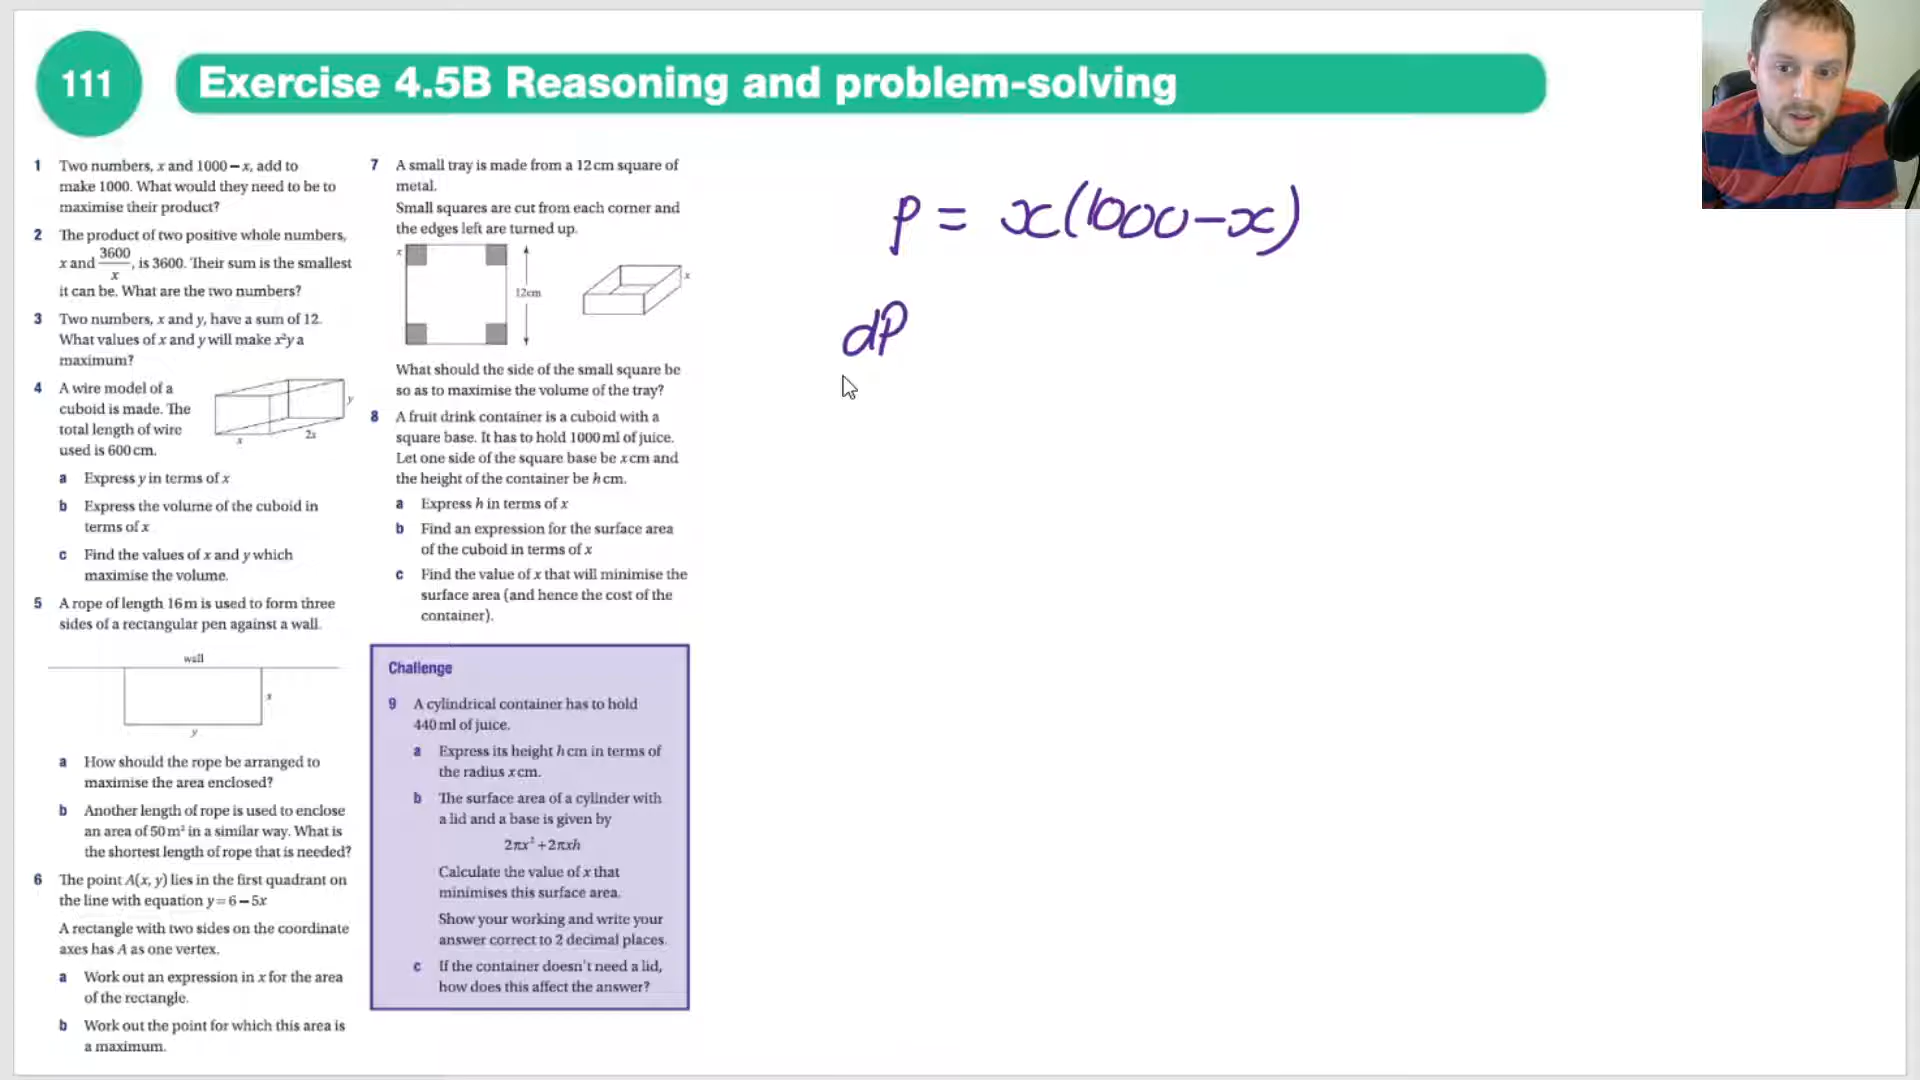 111
Exercise 4.5B Reasoning and problem-solving
1 Two numbers, x and 1000 – x, add to
make 1000. What would they need to be to
maximise their product?
2 The product of two positive whole numbers,
x and 3600/x, is 3600. Their sum is the smallest
it can be. What are the two numbers?
3 Two numbers, x and y, have a sum of 12.
What values of x and y will make x²y a
maximum?
4 A wire model of a
cuboid is made. The
total length of wire
used is 600 cm.
y
x
2x
a Express y in terms of x
b Express the volume of the cuboid in
terms of x
c Find the values of x and y which
maximise the volume.
5 A rope of length 16 m is used to form three
sides of a rectangular pen against a wall.
wall
x
y
a How should the rope be arranged to
maximise the area enclosed?
b Another length of rope is used to enclose
an area of 50 m² in a similar way. What is
the shortest length of rope that is needed?
6 The point A(x, y) lies in the first quadrant on
the line with equation y = 6 – 5x
A rectangle with two sides on the coordinate
axes has A as one vertex.
a Work out an expression in x for the area
of the rectangle.
b Work out the point for which this area is
a maximum.
7 A small tray is made from a 12 cm square of
metal.
Small squares are cut from each corner and
the edges left are turned up.
x
12cm
x
What should the side of the small square be
so as to maximise the volume of the tray?
8 A fruit drink container is a cuboid with a
square base. It has to hold 1000 ml of juice.
Let one side of the square base be x cm and
the height of the container be h cm.
a Express h in terms of x
b Find an expression for the surface area
of the cuboid in terms of x
c Find the value of x that will minimise the
surface area (and hence the cost of the
container).
Challenge
9 A cylindrical container has to hold
440 ml of juice.
a Express its height h cm in terms of
the radius x cm.
b The surface area of a cylinder with
a lid and a base is given by
2πx² + 2πxh
Calculate the value of x that
minimises this surface area.
Show your working and write your
answer correct to 2 decimal places.
c If the container doesn't need a lid,
how does this affect the answer?
P = x(1000-x)
dP